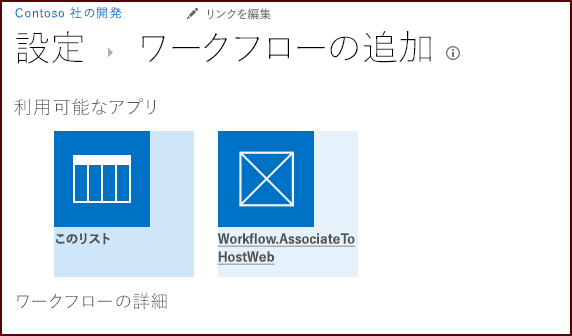 Contoso 社の開発 リンクを編集
設定 ワークフローの追加
利用可能なアプリ
このリスト
Workflow.AssociateTo
HostWeb
ワークフローの詳細